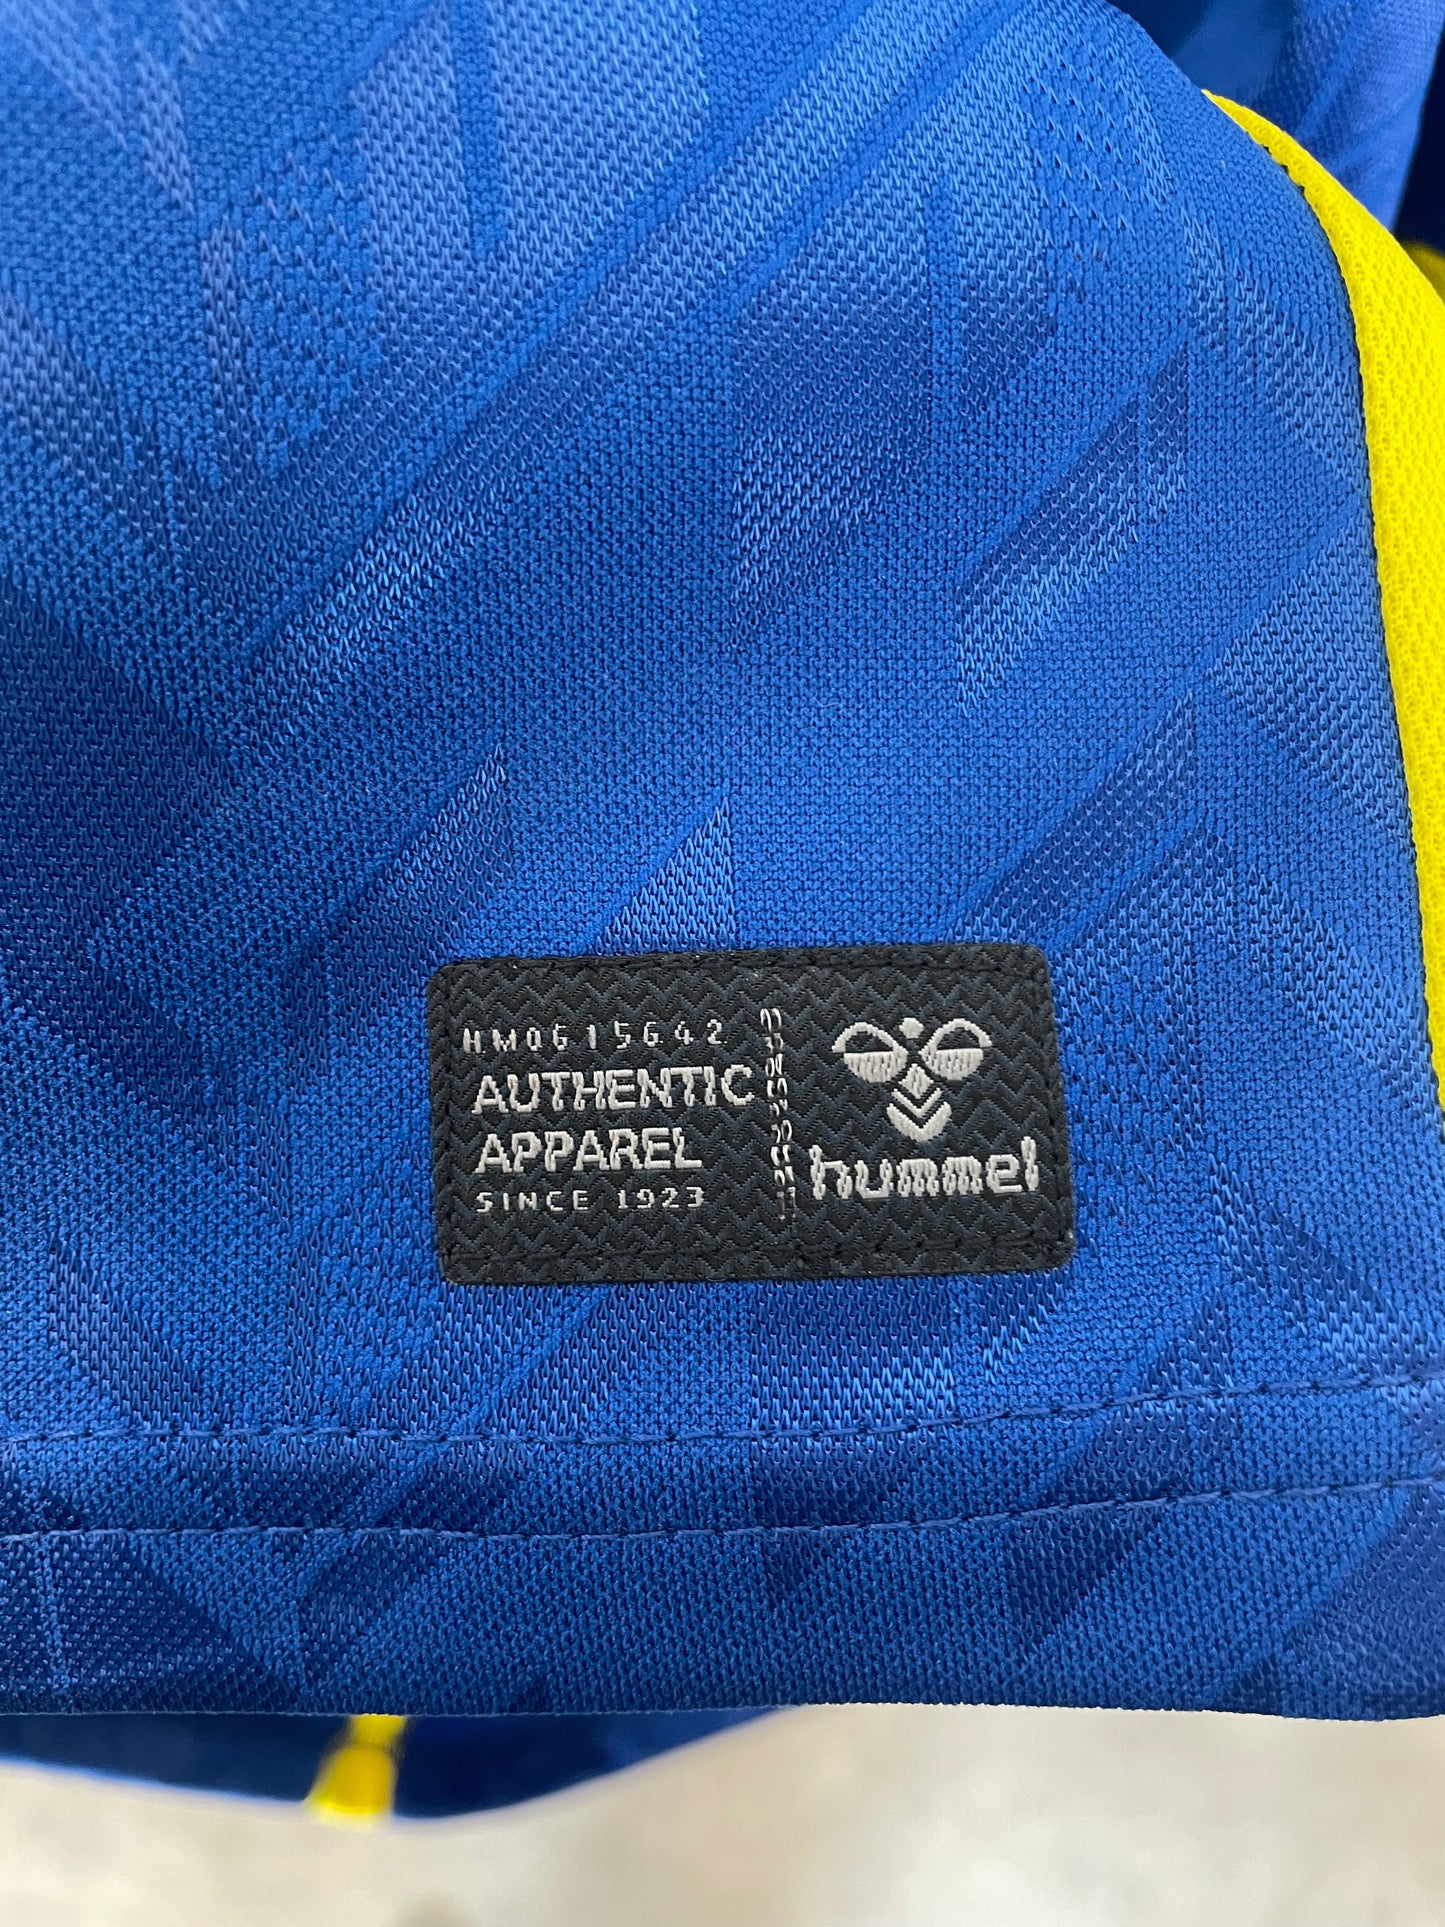 HM0615642
AUTHENTIC
APPAREL
SINCE 1923
hummel